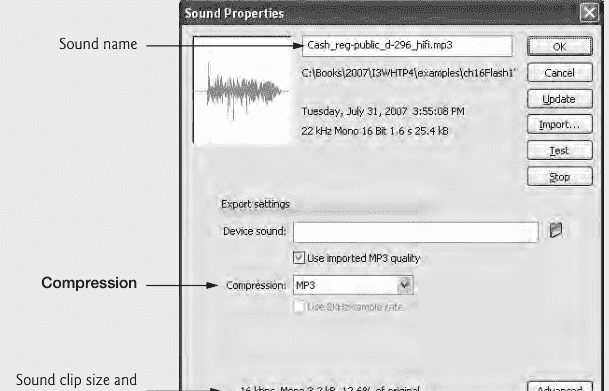 Sound Properties
Sound name
Cash_reg-public_d-296_hifi.mp3
OK
C:\Books\2007\I3WHTP4\examples\ch16Flash1
Cancel
Update
Tuesday, July 31, 2007 3:55:08 PM
Import...
22 kHz Mono 16 Bit 1.6 s 25.4 kB
Test
Stop
Export settings
Device sound:
Use imported MP3 quality
Compression
Compression: MP3
sample rate
Sound clip size and
16 kbps Mono 3.2 kB, 12.6% of original
Advanced